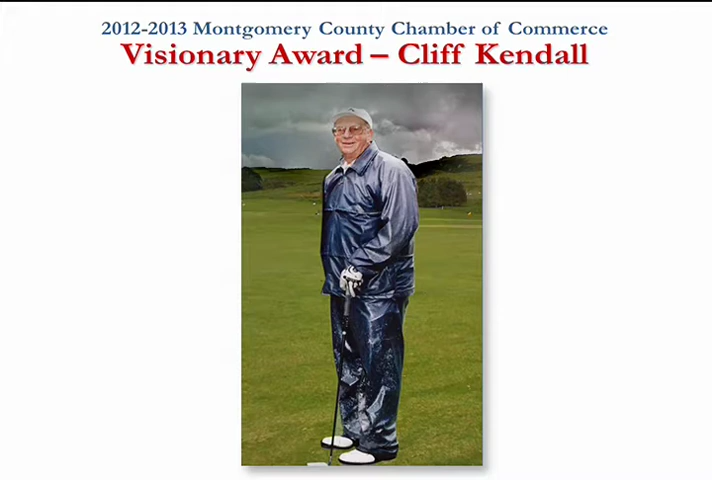 2012-2013 Montgomery County Chamber of Commerce
Visionary Award – Cliff Kendall